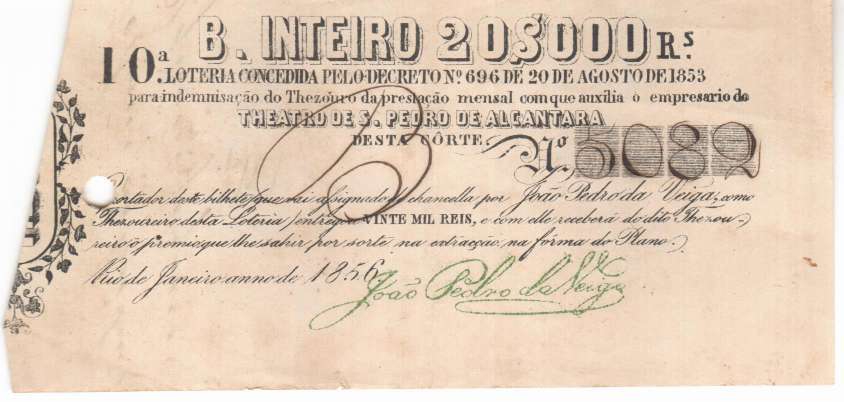 B. INTEIRO 20$000 Rs.
10.a LOTERIA CONCEDIDA PELO DECRETO No. 696 DE 20 DE AGOSTO DE 1853
para indemnisação do Thezouro da prestação mensal com que auxilia o empresario do
THEATRO DE S. PEDRO DE ALCANTARA
DESTA CÔRTE.
No. 5082
O portador deste bilhete, que vai assignado de chancella por João Pedro da Veiga, como
Thezoureiro desta Loteria, entregou VINTE MIL REIS, e com elle receberá do dito Thezou-
reiro o premio que lhe sahir por sorte na extracção, na forma do Plano.
Rio de Janeiro anno de 1856
João Pedro da Veiga